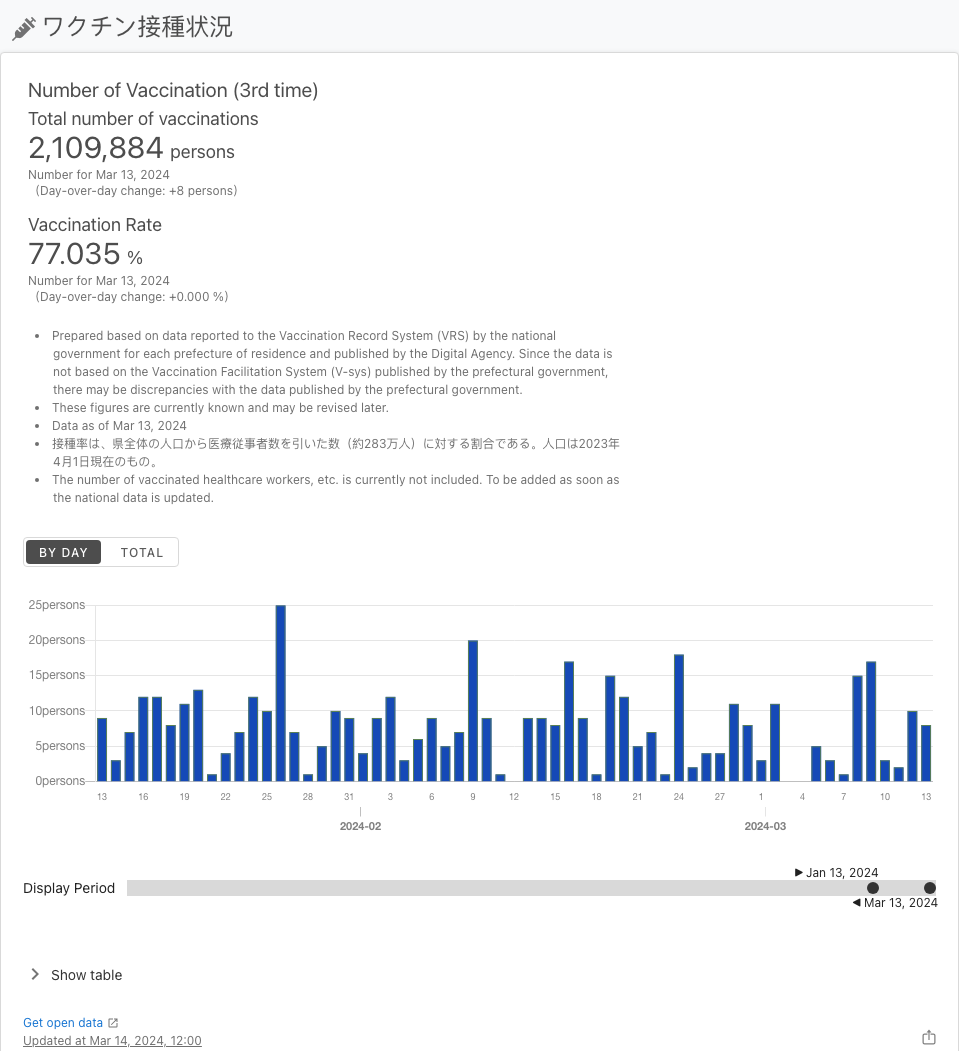 ワクチン接種状況
Number of Vaccination (3rd time)
Total number of vaccinations
2,109,884 persons
Number for Mar 13, 2024
(Day-over-day change: +8 persons)
Vaccination Rate
77.035 %
Number for Mar 13, 2024
(Day-over-day change: +0.000 %)
• Prepared based on data reported to the Vaccination Record System (VRS) by the national
government for each prefecture of residence and published by the Digital Agency. Since the data is
not based on the Vaccination Facilitation System (V-sys) published by the prefectural government,
there may be discrepancies with the data published by the prefectural government.
• These figures are currently known and may be revised later.
• Data as of Mar 13, 2024
• 接種率は、県全体の人口から医療従事者数を引いた数（約283万人）に対する割合である。人口は2023年
4月1日現在のもの。
• The number of vaccinated healthcare workers, etc. is currently not included. To be added as soon as
the national data is updated.
BY DAY TOTAL
25persons
20persons
15persons
10persons
5persons
0persons
13 16 19 22 25 28 31 3 6 9 12 15 18 21 24 27 1 4 7 10 13
2024-02 2024-03
▶ Jan 13, 2024
Display Period
◀ Mar 13, 2024
Show table
Get open data
Updated at Mar 14, 2024, 12:00